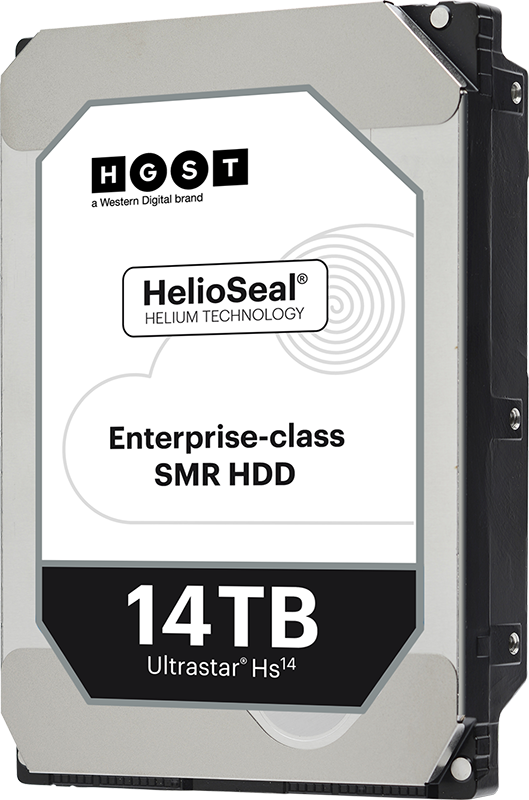 HGST
a Western Digital brand
HelioSeal®
HELIUM TECHNOLOGY
Enterprise-class
SMR HDD
14TB
Ultrastar® Hs¹⁴